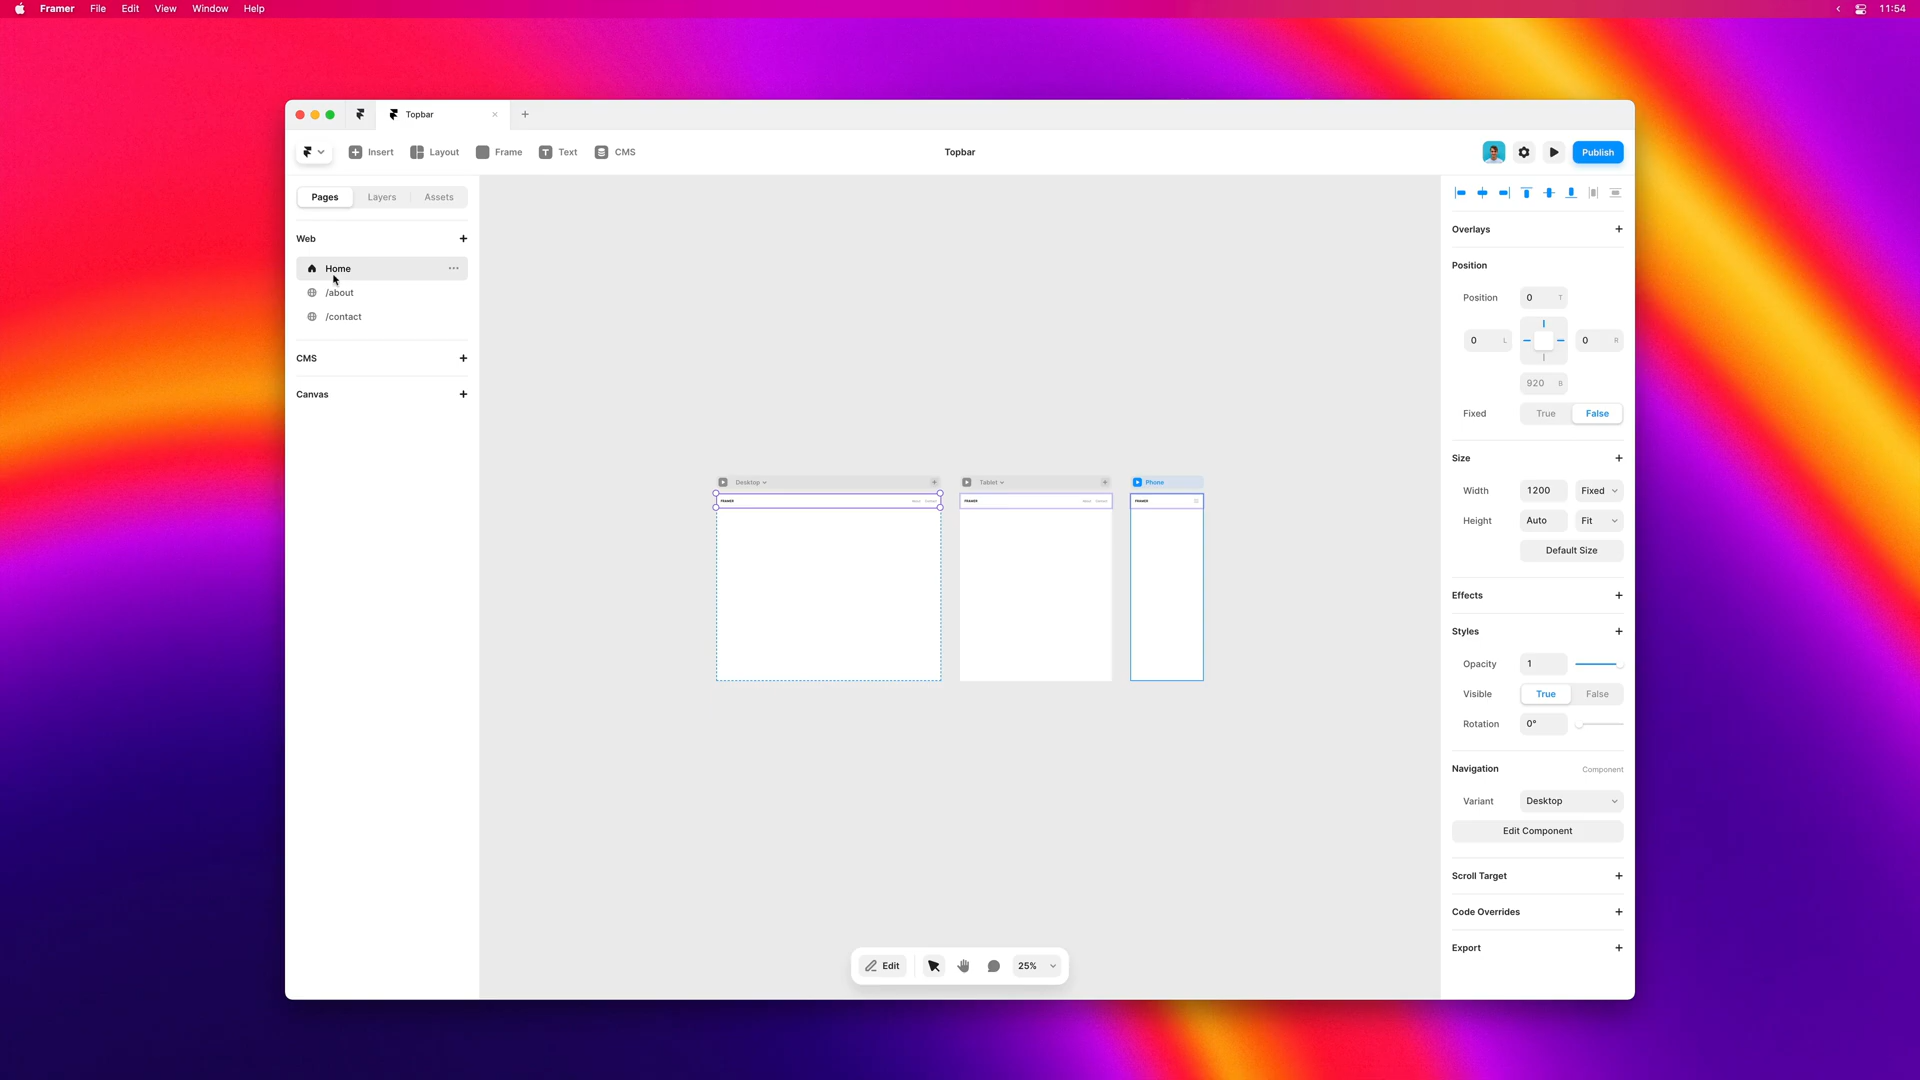 Framer File Edit View Window Help
11:54
Topbar
Insert Layout Frame Text CMS
Topbar
Publish
Pages Layers Assets
Web
Home
/about
/contact
CMS
Canvas
Desktop
FRAMER
Tablet
FRAMER
Phone
FRAMER
Edit
25%
Overlays
Position
Position 0 T
0 L
0 R
920 B
Fixed True False
Size
Width 1200 Fixed
Height Auto Fit
Default Size
Effects
Styles
Opacity 1
Visible True False
Rotation 0°
Navigation Component
Variant Desktop
Edit Component
Scroll Target
Code Overrides
Export